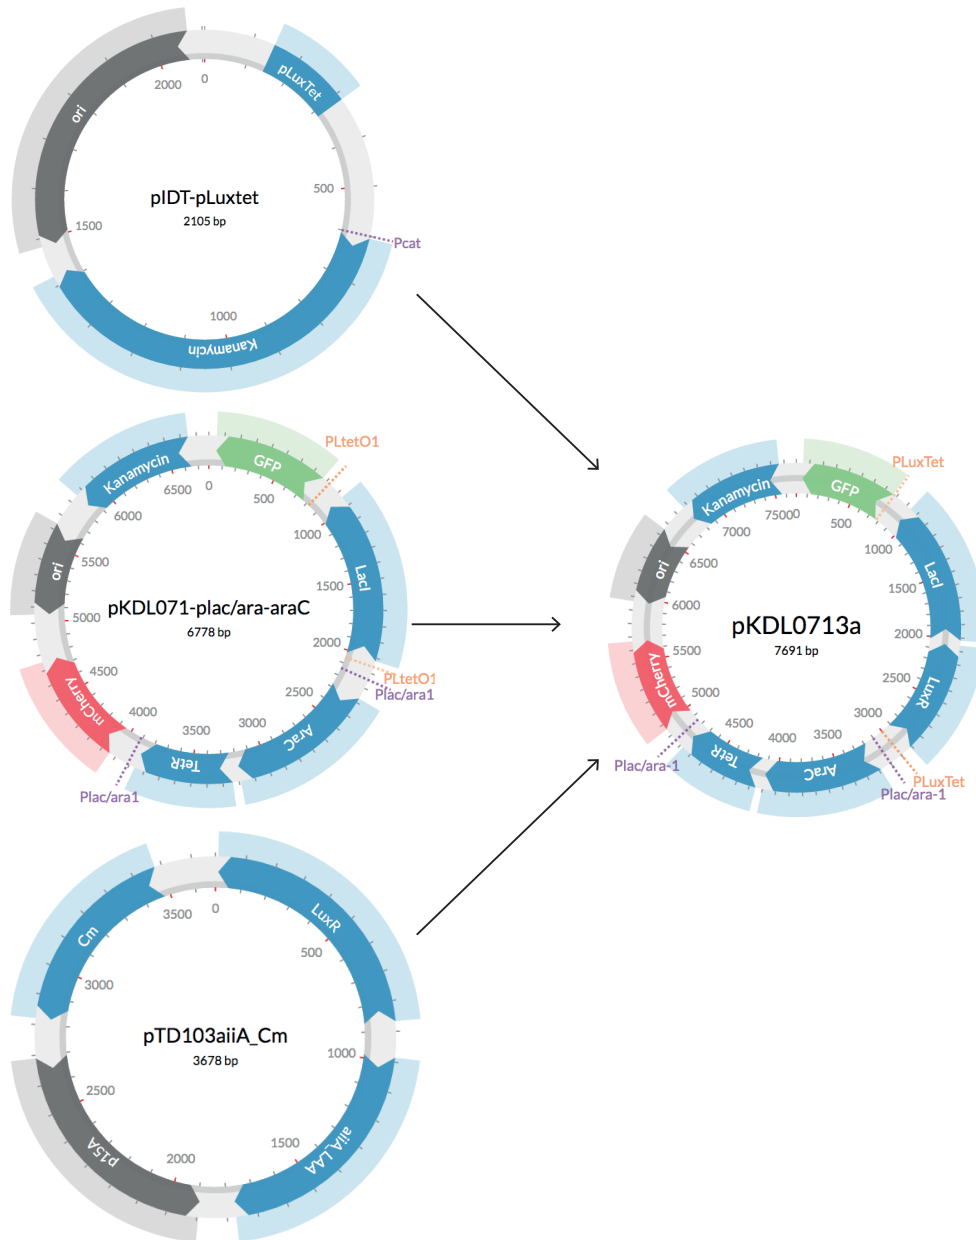 pLuxTet
ori
2000
0
500
1500
1000
pIDT-pLuxtet
2105 bp
Pcat
Kanamycin
PLtetO1
Kanamycin
GFP
6500
0
500
6000
1000
LacI
5500
ori
1500
pKDL071-plac/ara-araC
6778 bp
5000
2000
PLtetO1
Plac/ara1
4500
mCherry
2500
4000
3500
3000
AraC
TetR
Plac/ara1
PLuxTet
Kanamycin
GFP
75000
500
7000
1000
LacI
6500
ori
1500
6000
pKDL0713a
7691 bp
2000
5500
LuxR
mCherry
2500
5000
3000
4500
4000
3500
Plac/ara-1
TetR
AraC
PLuxTet
Plac/ara-1
LuxR
3500
0
Cm
500
3000
pTD103aiiA_Cm
3678 bp
1000
2500
p15A
1500
2000
aiiA_LAA